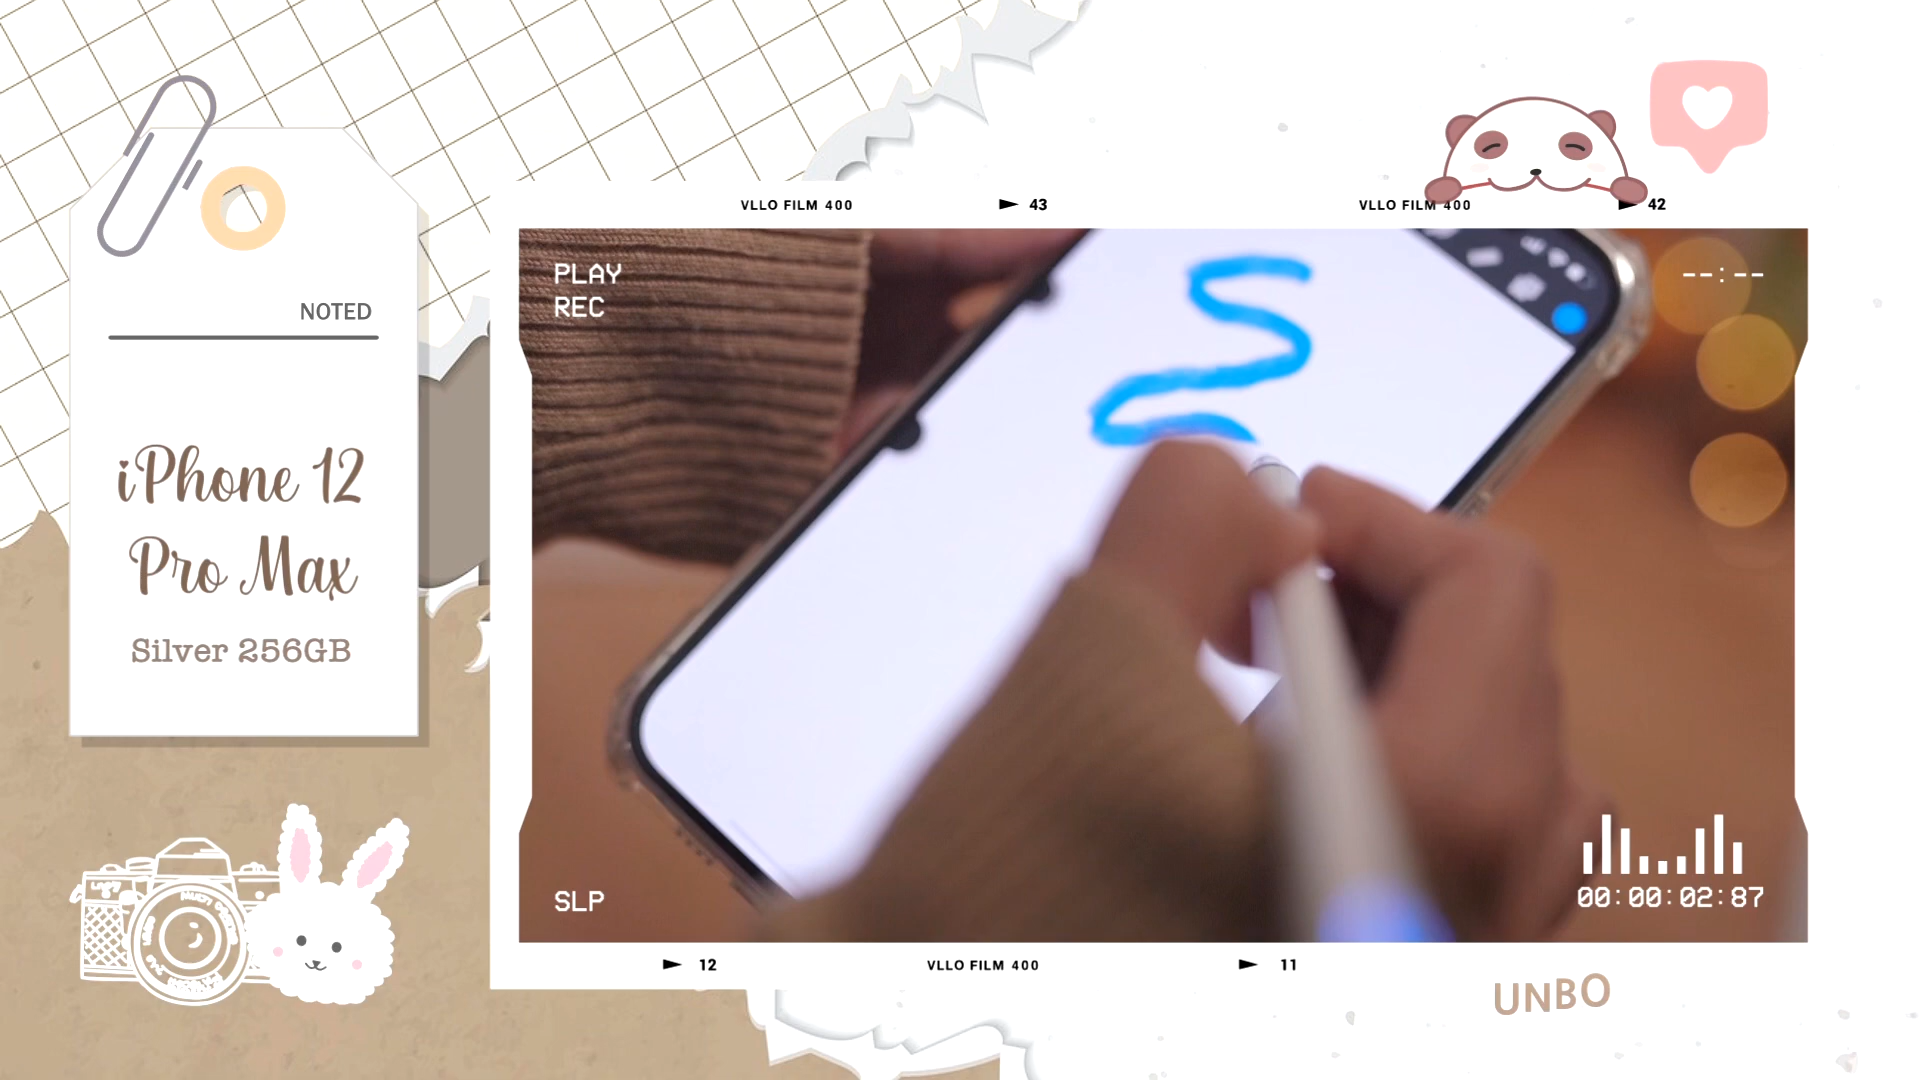 NOTED
iPhone 12
Pro Max
Silver 256GB
VLLO FILM 400
43
VLLO FILM 400
42
PLAY
REC
--:--
SLP
00:00:02:87
12
VLLO FILM 400
11
UNBO